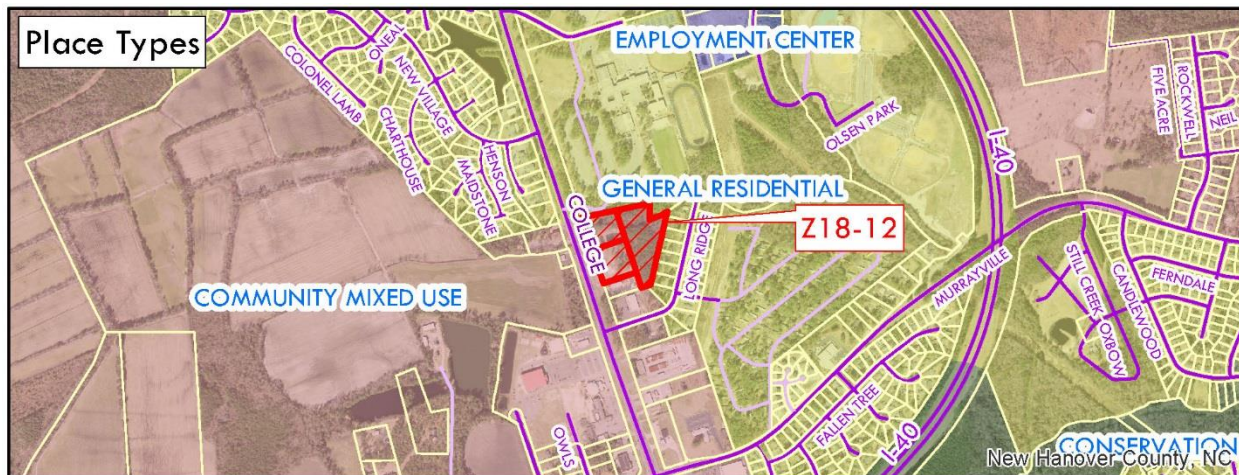 Place Types
EMPLOYMENT CENTER
ONEAL
COLONEL LAMB
NEW VILLAGE
CHARTHOUSE
HENSON
MAIDSTONE
OLSEN PARK
I-40
FIVE ACRE
ROCKWELL
NEIL
GENERAL RESIDENTIAL
COLLEGE
Z18-12
LONG RIDGE
MURRAYVILLE
COMMUNITY MIXED USE
STILL CREEK
OXBOW
CANDLEWOOD
FERNDALE
FALLEN TREE
OWLS
I-40
CONSERVATION
New Hanover County, NC